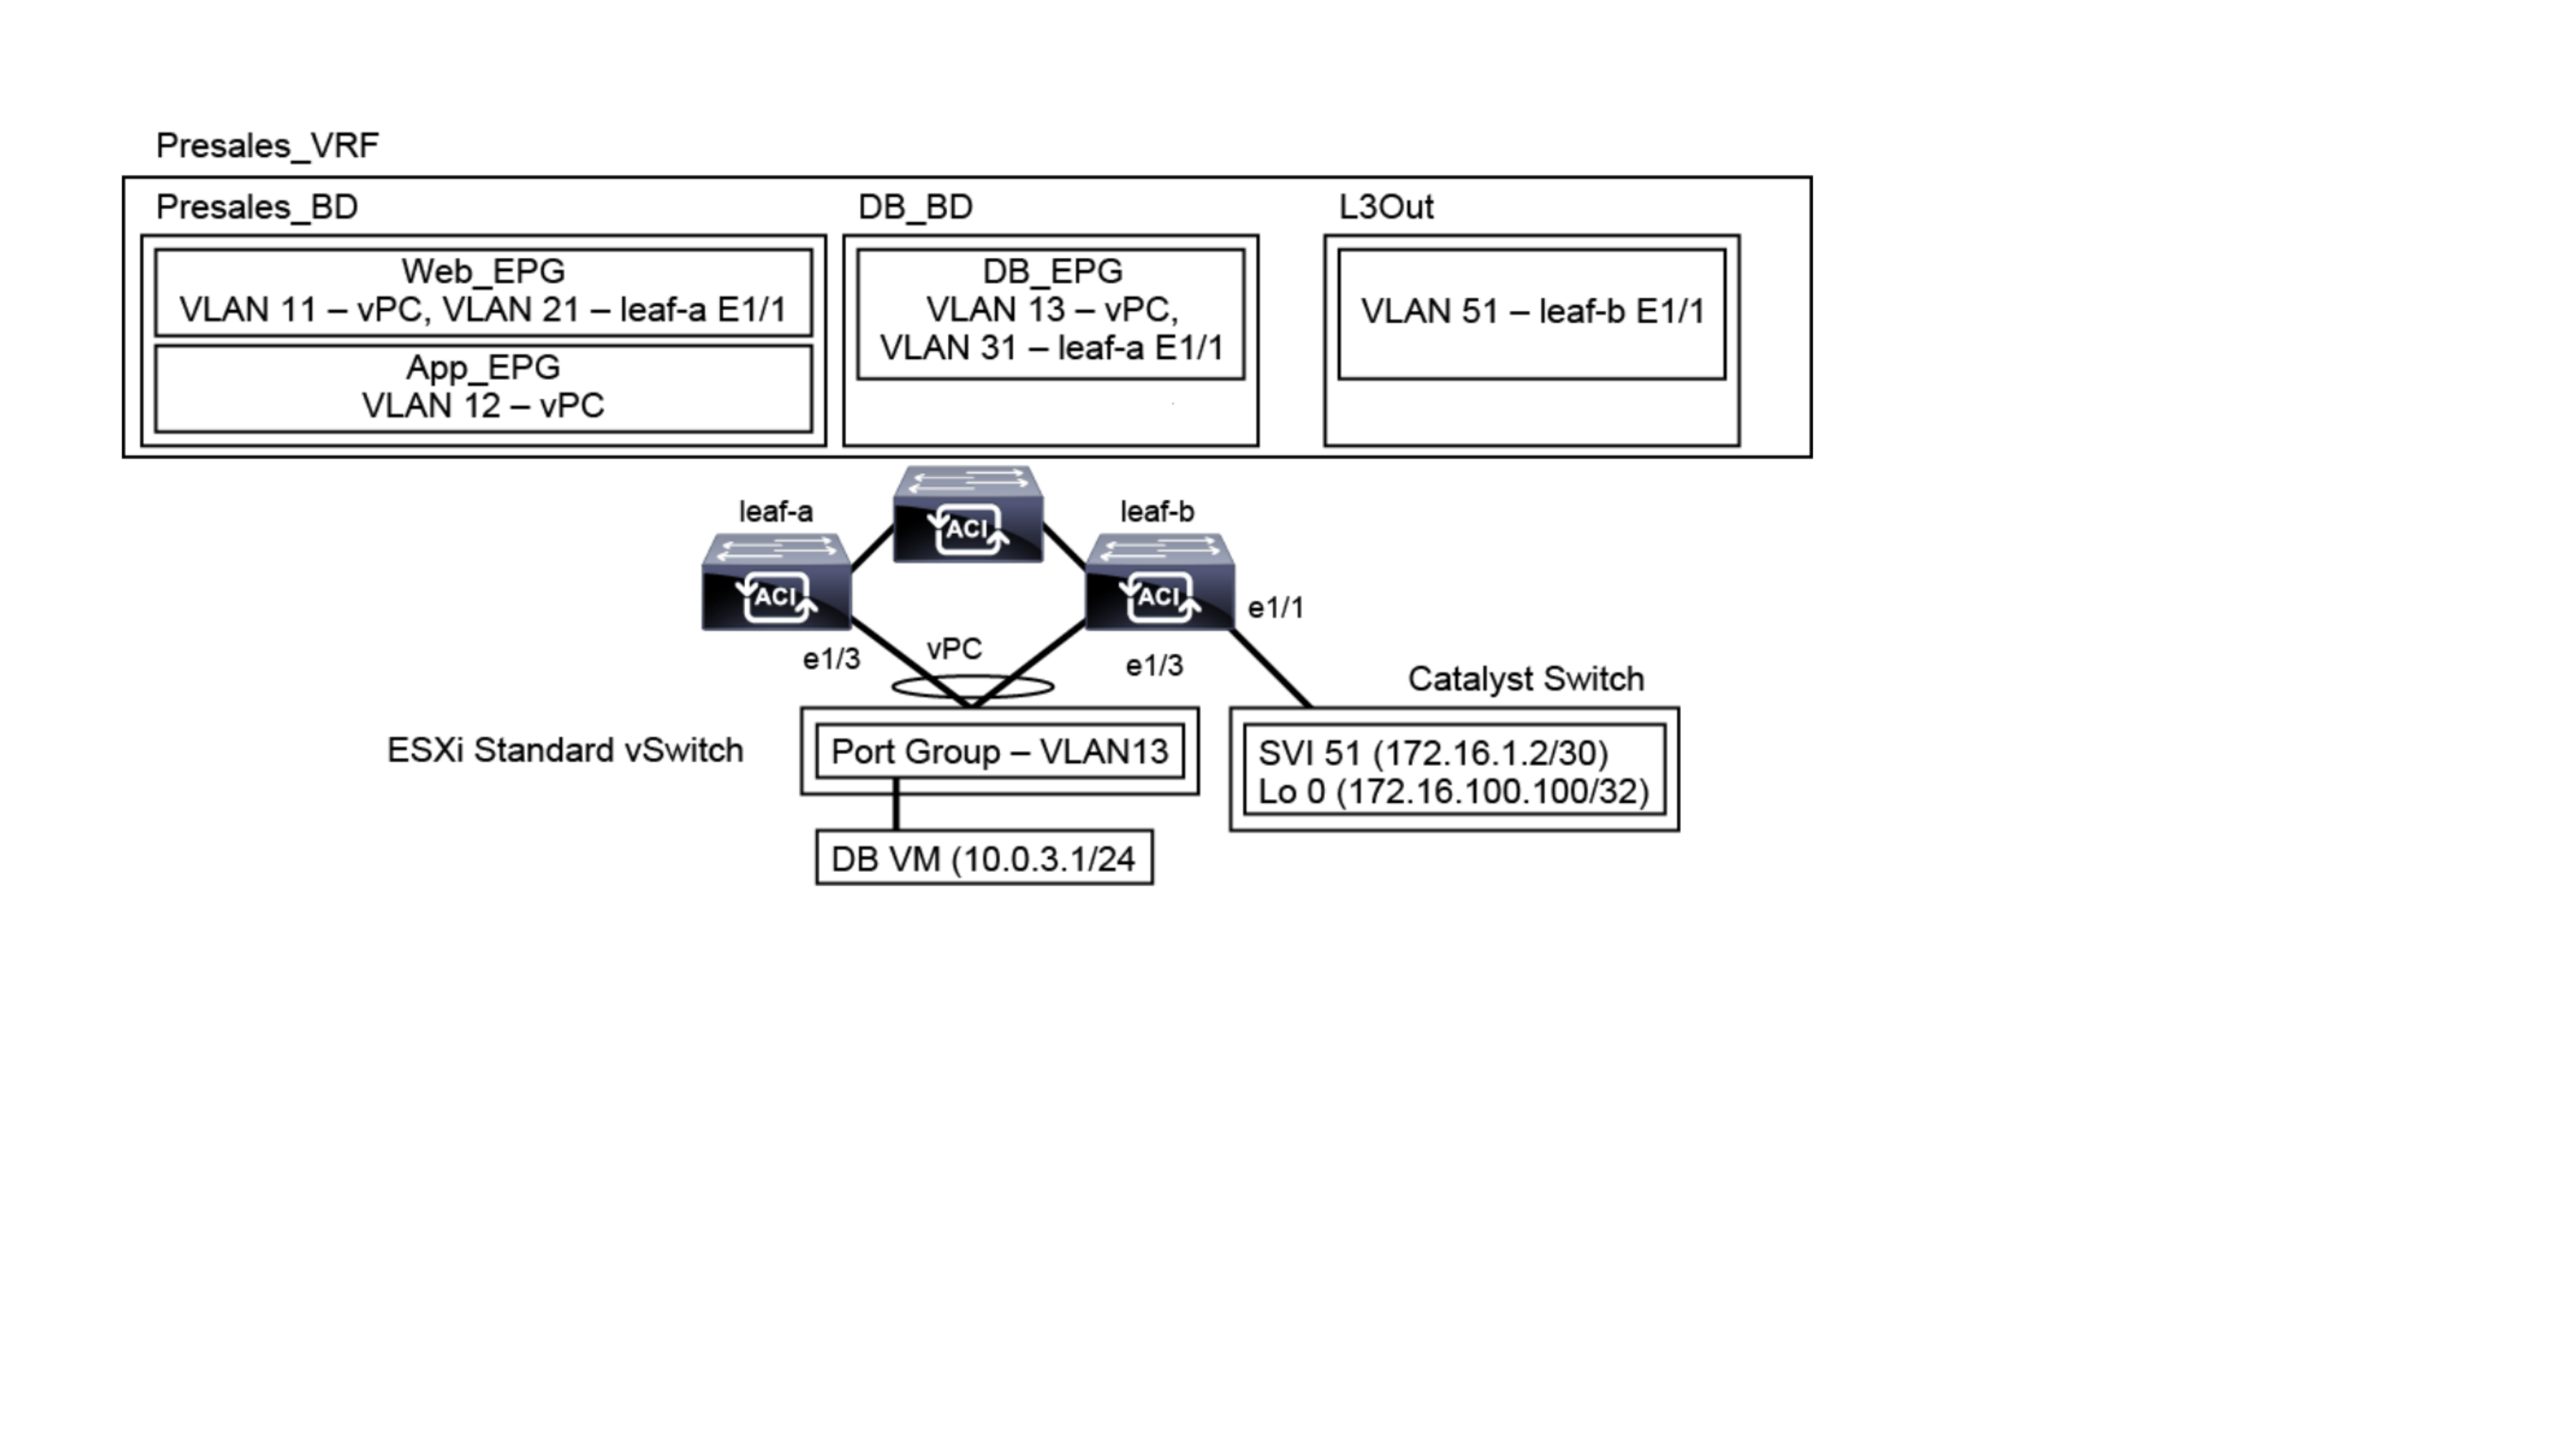 Presales_VRF
Presales_BD
DB_BD
L3Out
Web_EPG
VLAN 11 – vPC, VLAN 21 – leaf-a E1/1
App_EPG
VLAN 12 – vPC
DB_EPG
VLAN 13 – vPC,
VLAN 31 – leaf-a E1/1
VLAN 51 – leaf-b E1/1
leaf-a
leaf-b
ACI
ACI
ACI
e1/1
e1/3
vPC
e1/3
Catalyst Switch
ESXi Standard vSwitch
Port Group – VLAN13
SVI 51 (172.16.1.2/30)
Lo 0 (172.16.100.100/32)
DB VM (10.0.3.1/24